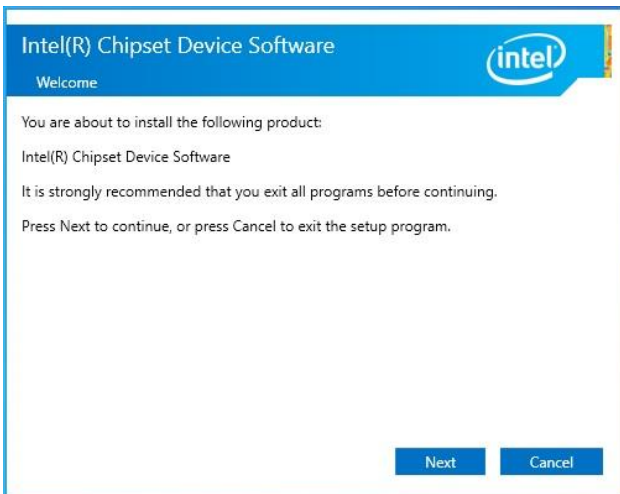 Intel(R) Chipset Device Software
intel
Welcome
You are about to install the following product:
Intel(R) Chipset Device Software
It is strongly recommended that you exit all programs before continuing.
Press Next to continue, or press Cancel to exit the setup program.
Next
Cancel